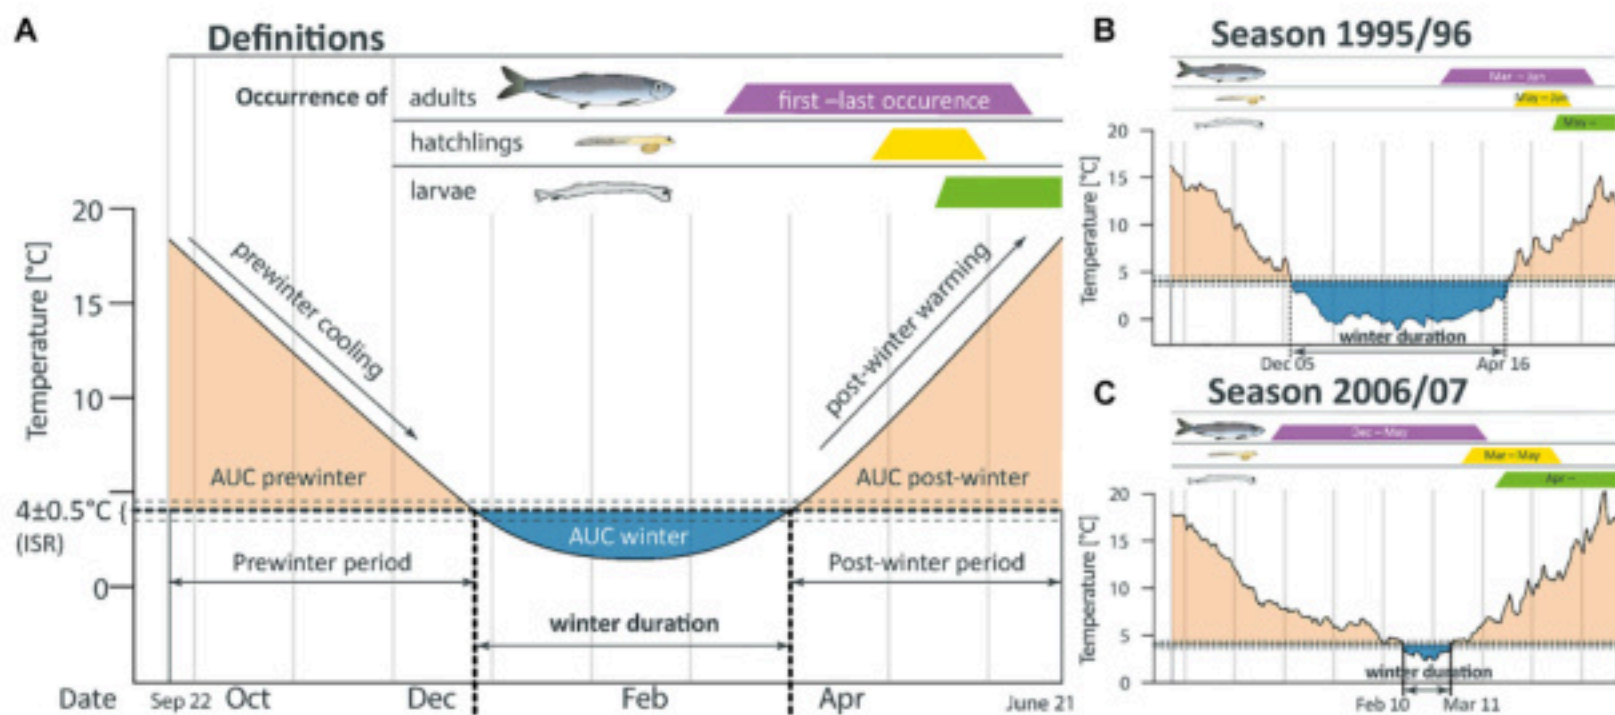 A
Definitions
Occurrence of
adults
first –last occurence
hatchlings
larvae
20
15
10
0
Temperature [°C]
prewinter cooling
post-winter warming
AUC prewinter
AUC post-winter
4±0.5°C (
(ISR)
AUC winter
Prewinter period
Post-winter period
winter duration
Date
Sep 22
Oct
Dec
Feb
Apr
June 21
B
Season 1995/96
Mar – Jun
May – Jun
May –
20
15
10
5
0
Temperature [°C]
winter duration
Dec 05
Apr 16
C
Season 2006/07
Dec – May
Mar – May
Apr –
20
15
10
5
0
Temperature [°C]
winter duration
Feb 10
Mar 11